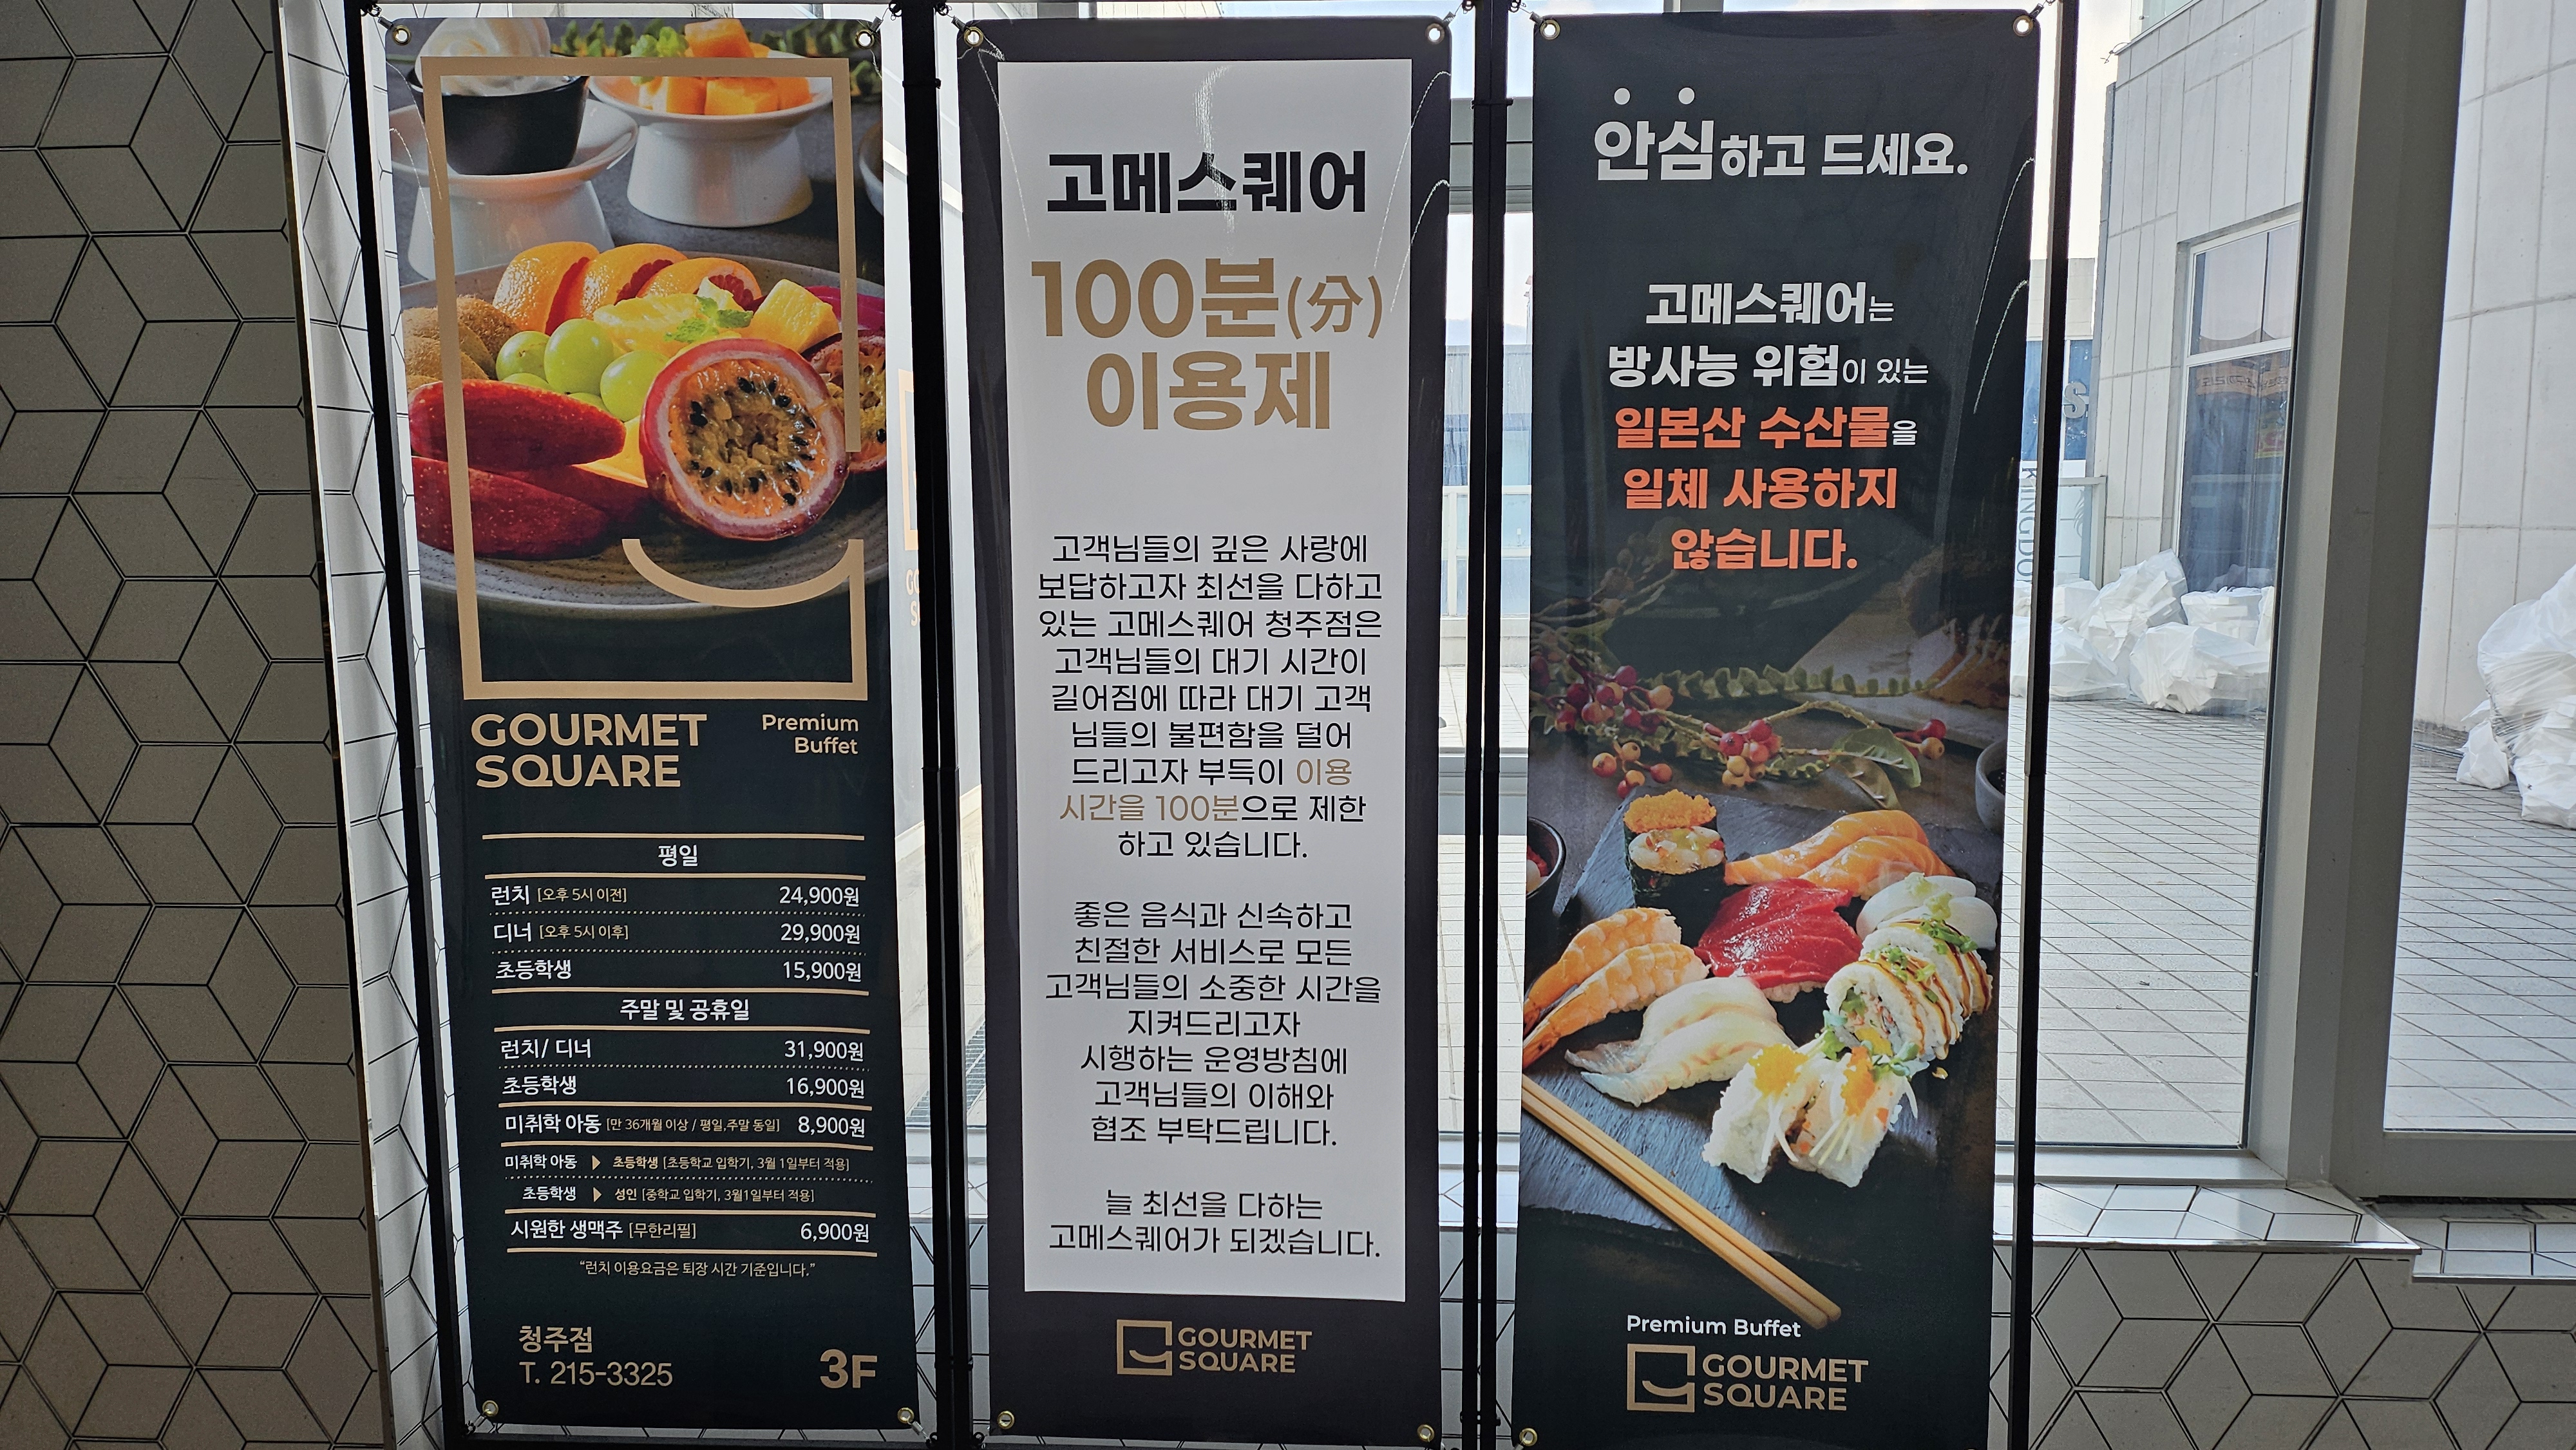 GOURMET
SQUARE
Premium
Buffet
평일
런치 [오후 5시 이전] 24,900원
디너 [오후 5시 이후] 29,900원
초등학생 15,900원
주말 및 공휴일
런치/ 디너 31,900원
초등학생 16,900원
미취학 아동 [만 36개월 이상 / 평일,주말 동일] 8,900원
미취학 아동 ▶ 초등학생 [초등학교 입학기, 3월 1일부터 적용]
초등학생 ▶ 성인 [중학교 입학기, 3월1일부터 적용]
시원한 생맥주 [무한리필] 6,900원
“런치 이용요금은 퇴장 시간 기준입니다.”
청주점
T. 215-3325
3F
고메스퀘어
100분(分)
이용제
고객님들의 깊은 사랑에
보답하고자 최선을 다하고
있는 고메스퀘어 청주점은
고객님들의 대기 시간이
길어짐에 따라 대기 고객
님들의 불편함을 덜어
드리고자 부득이 이용
시간을 100분으로 제한
하고 있습니다.
좋은 음식과 신속하고
친절한 서비스로 모든
고객님들의 소중한 시간을
지켜드리고자
시행하는 운영방침에
고객님들의 이해와
협조 부탁드립니다.
늘 최선을 다하는
고메스퀘어가 되겠습니다.
GOURMET
SQUARE
안심하고 드세요.
고메스퀘어는
방사능 위험이 있는
일본산 수산물을
일체 사용하지
않습니다.
Premium Buffet
GOURMET
SQUARE